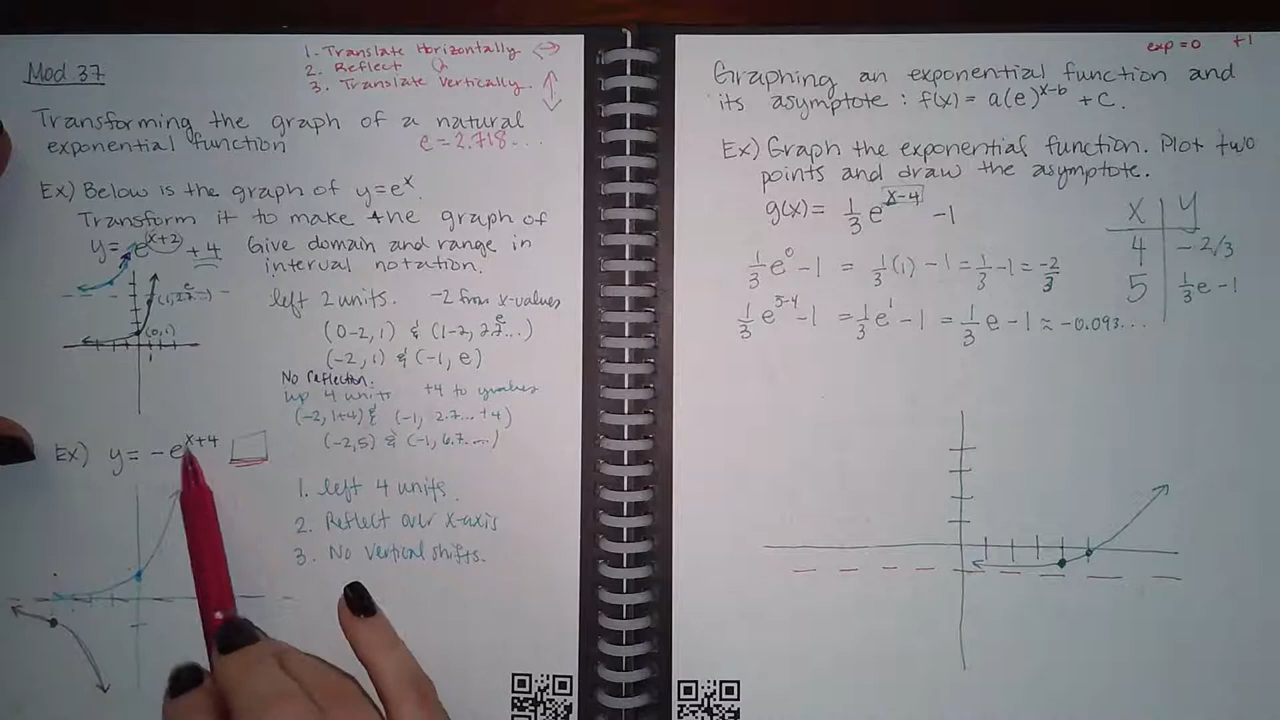 Mod 37
1. Translate Horizontally
2. Reflect
3. Translate Vertically.
Transforming the graph of a natural
exponential function
e = 2.718...
Ex) Below is the graph of y=e^x.
Transform it to make the graph of
y= e^(x+2) + 4 Give domain and range in
interval notation.
(1, 2.7...) e
(0,1)
left 2 units. -2 from x-values
(0-2, 1) & (1-2, 2.7...) e
(-2, 1) & (-1, e)
No reflection.
up 4 units +4 to y values
(-2, 1+4) & (-1, 2.7... +4)
(-2,5) & (-1, 6.7...)
Ex) y= -e^x+4
1. left 4 units.
2. Reflect over x-axis
3. No vertical shifts.
exp=0 +1
Graphing an exponential function and
its asymptote : f(x) = a(e)^x-b + c.
Ex) Graph the exponential function. Plot two
points and draw the asymptote.
g(x) = 1/3 e^x-4 -1
x y
4 -2/3
5 1/3 e -1
1/3 e^0 -1 = 1/3 (1) -1 = 1/3 -1 = -2/3
1/3 e^5-4 -1 = 1/3 e^1 -1 = 1/3 e -1 ≈ -0.093...